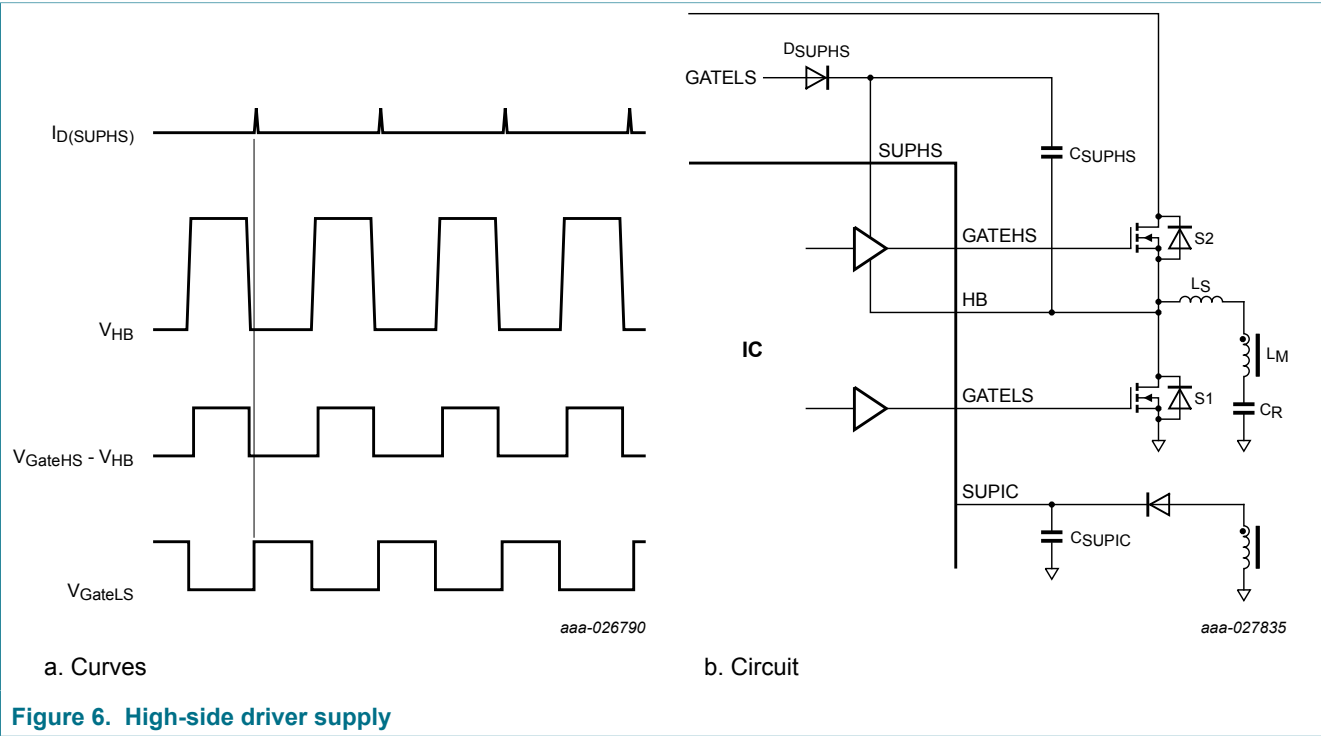 I_D(SUPHS)
V_HB
V_GateHS - V_HB
V_GateLS
aaa-026790
a. Curves
D_SUPHS
GATELS
SUPHS
C_SUPHS
GATEHS
S2
L_S
HB
IC
L_M
GATELS
S1
C_R
SUPIC
C_SUPIC
aaa-027835
b. Circuit
Figure 6. High-side driver supply